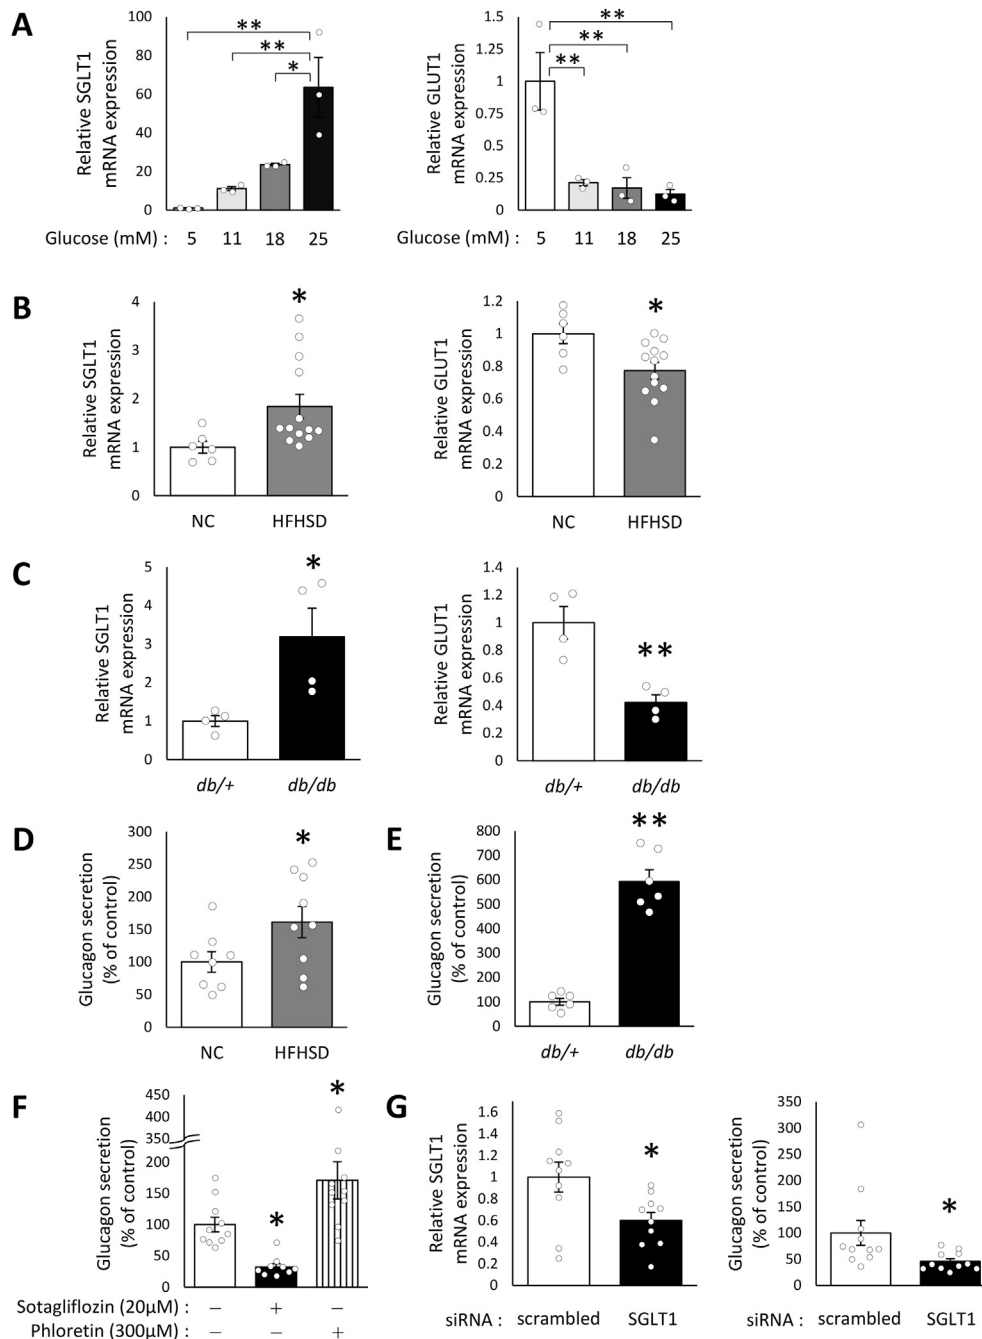 A
Relative SGLT1
mRNA expression
100
80
60
40
20
0
**
**
*
Glucose (mM) : 5 11 18 25
Relative GLUT1
mRNA expression
1.5
1.25
1
0.75
0.5
0.25
0
**
**
**
Glucose (mM) : 5 11 18 25
B
Relative SGLT1
mRNA expression
4
3
2
1
0
*
NC HFHSD
Relative GLUT1
mRNA expression
1.2
1
0.8
0.6
0.4
0.2
0
*
NC HFHSD
C
Relative SGLT1
mRNA expression
5
4
3
2
1
0
*
db/+ db/db
Relative GLUT1
mRNA expression
1.4
1.2
1
0.8
0.6
0.4
0.2
0
**
db/+ db/db
D
Glucagon secretion
(% of control)
300
250
200
150
100
50
0
*
NC HFHSD
E
Glucagon secretion
(% of control)
800
700
600
500
400
300
200
100
0
**
db/+ db/db
F
Glucagon secretion
(% of control)
450
350
200
150
100
50
0
*
*
Sotagliflozin (20μM) : – + –
Phloretin (300μM) : – – +
G
Relative SGLT1
mRNA expression
1.6
1.4
1.2
1
0.8
0.6
0.4
0.2
0
*
siRNA : scrambled SGLT1
Glucagon secretion
(% of control)
350
300
250
200
150
100
50
0
*
siRNA : scrambled SGLT1